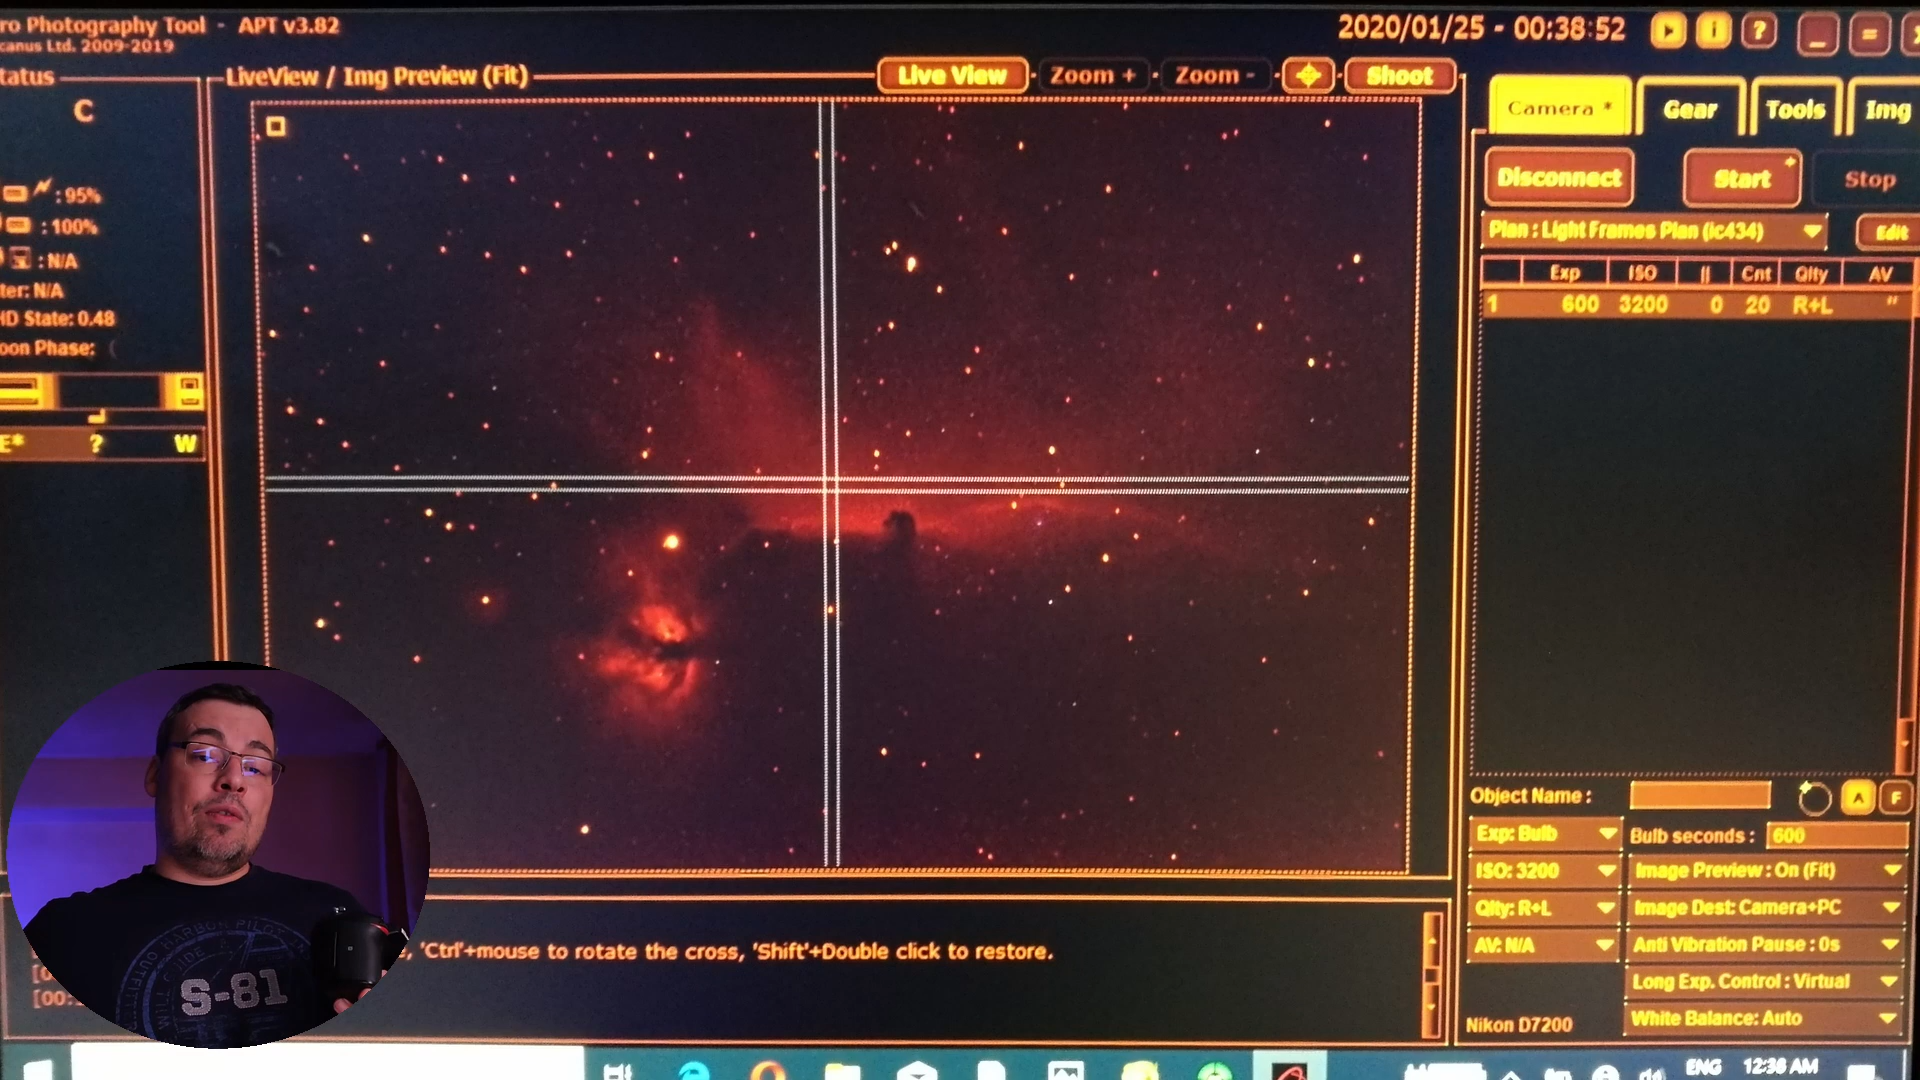 ro Photography Tool - APT v3.82
canus Ltd. 2009-2019
2020/01/25 - 00:38:52
i
?
tatus
C
: 95%
: 100%
: N/A
ter: N/A
HD State: 0.48
oon Phase:
E* ? W
LiveView / Img Preview (Fit)
Live View
Zoom +
Zoom -
Shoot
Camera *
Gear
Tools
Img
Disconnect
Start
Stop
Plan : Light Frames Plan (ic434)
Edit
Exp ISO || Cnt Qlty AV
1 600 3200 0 20 R+L "
Object Name :
A
F
Exp: Bulb
Bulb seconds : 600
ISO: 3200
Image Preview : On (Fit)
Qlty: R+L
Image Dest: Camera+PC
AV: N/A
Anti Vibration Pause : 0s
Long Exp. Control : Virtual
Nikon D7200
White Balance: Auto
, 'Ctrl'+mouse to rotate the cross, 'Shift'+Double click to restore.
[00:
HARBOR PILOT
S-81
ENG
12:38 AM